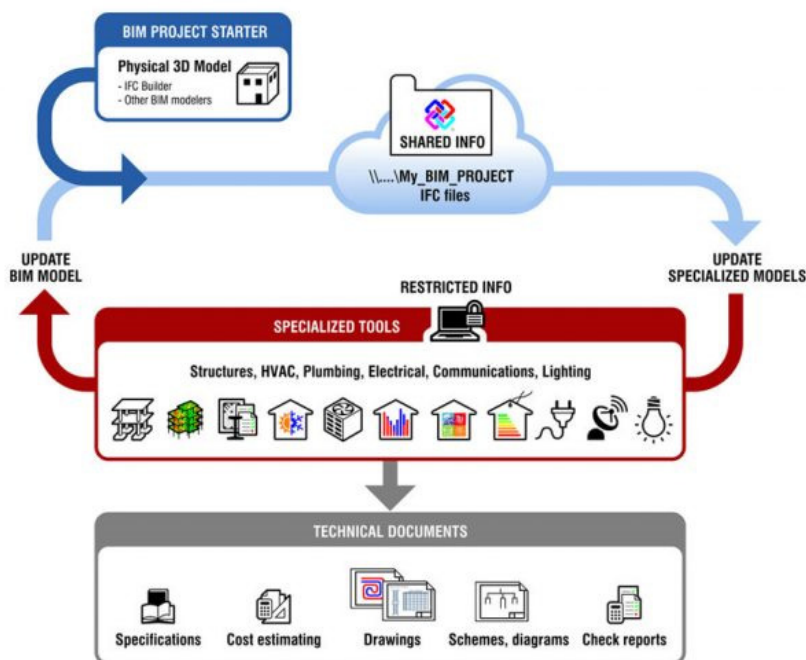 BIM PROJECT STARTER
Physical 3D Model
- IFC Builder
- Other BIM modelers
SHARED INFO
\\....\My_BIM_PROJECT
IFC files
UPDATE
BIM MODEL
UPDATE
SPECIALIZED MODELS
RESTRICTED INFO
SPECIALIZED TOOLS
Structures, HVAC, Plumbing, Electrical, Communications, Lighting
TECHNICAL DOCUMENTS
Specifications
Cost estimating
Drawings
Schemes, diagrams
Check reports